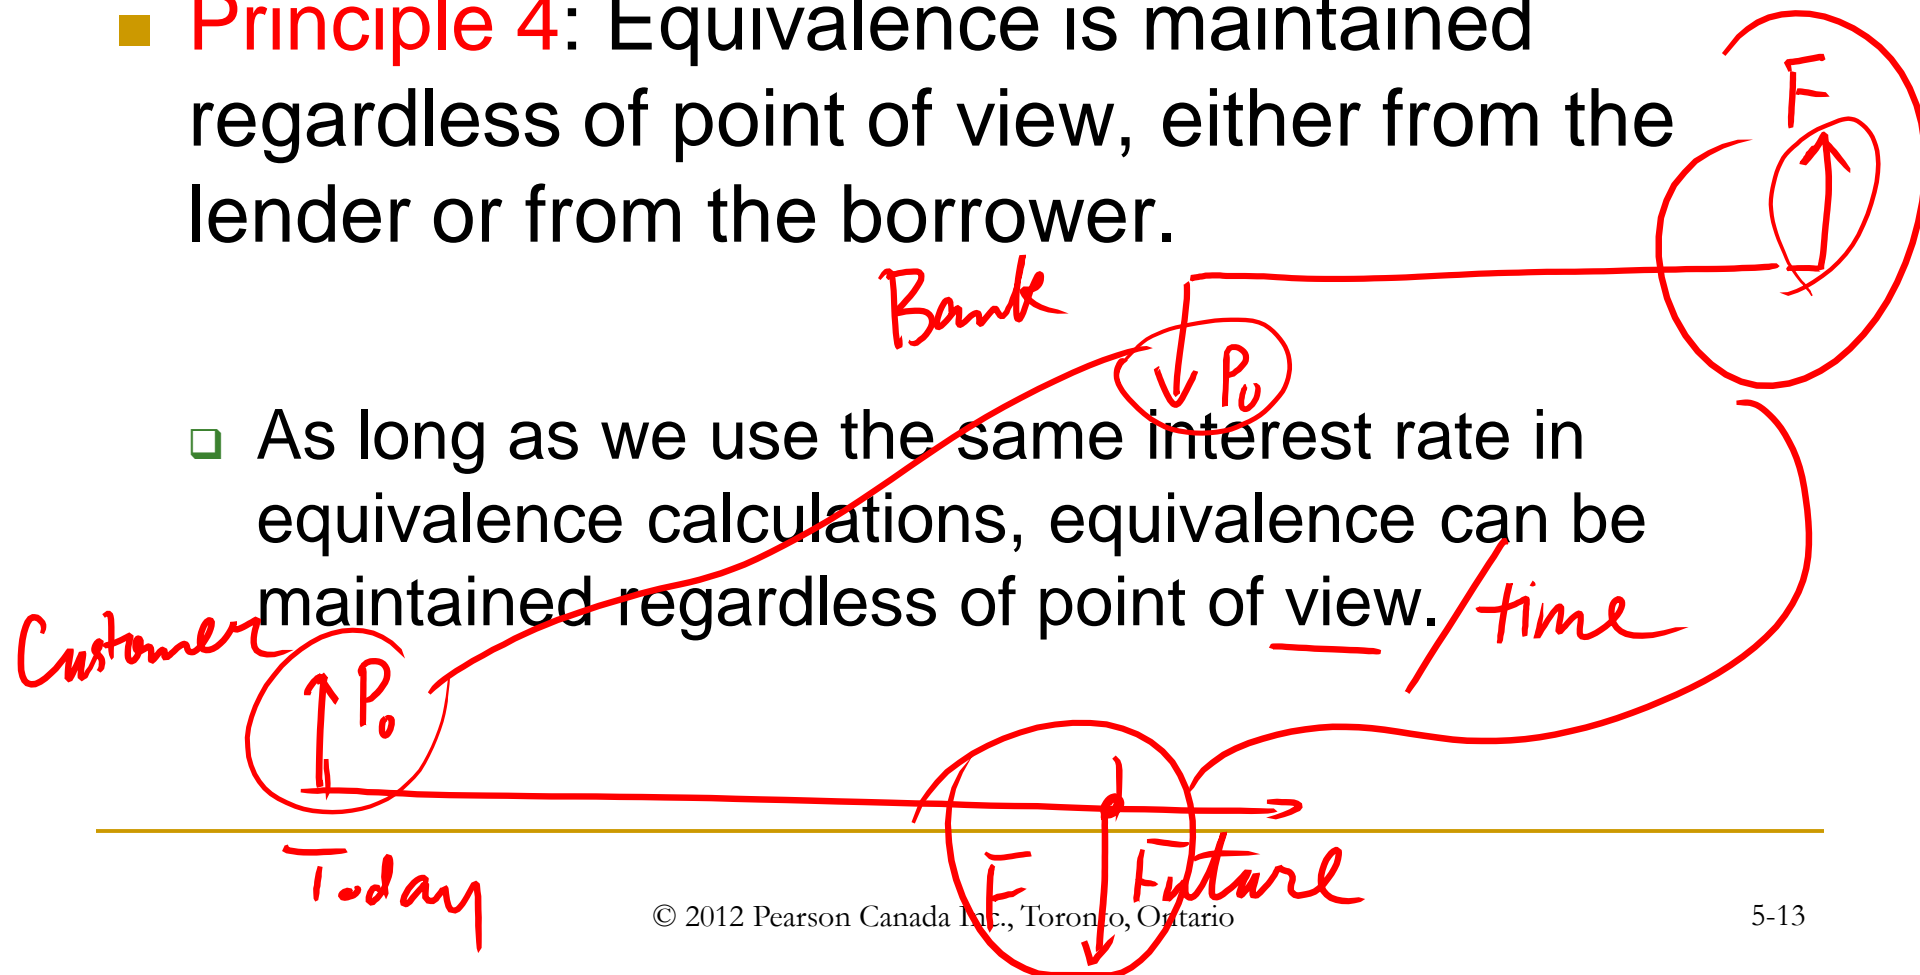 Principle 4: Equivalence is maintained
regardless of point of view, either from the
lender or from the borrower.
F
Bank
P₀
As long as we use the same interest rate in
equivalence calculations, equivalence can be
maintained regardless of point of view. / time
Customer
P₀
Today
F
Future
© 2012 Pearson Canada Inc., Toronto, Ontario
5-13